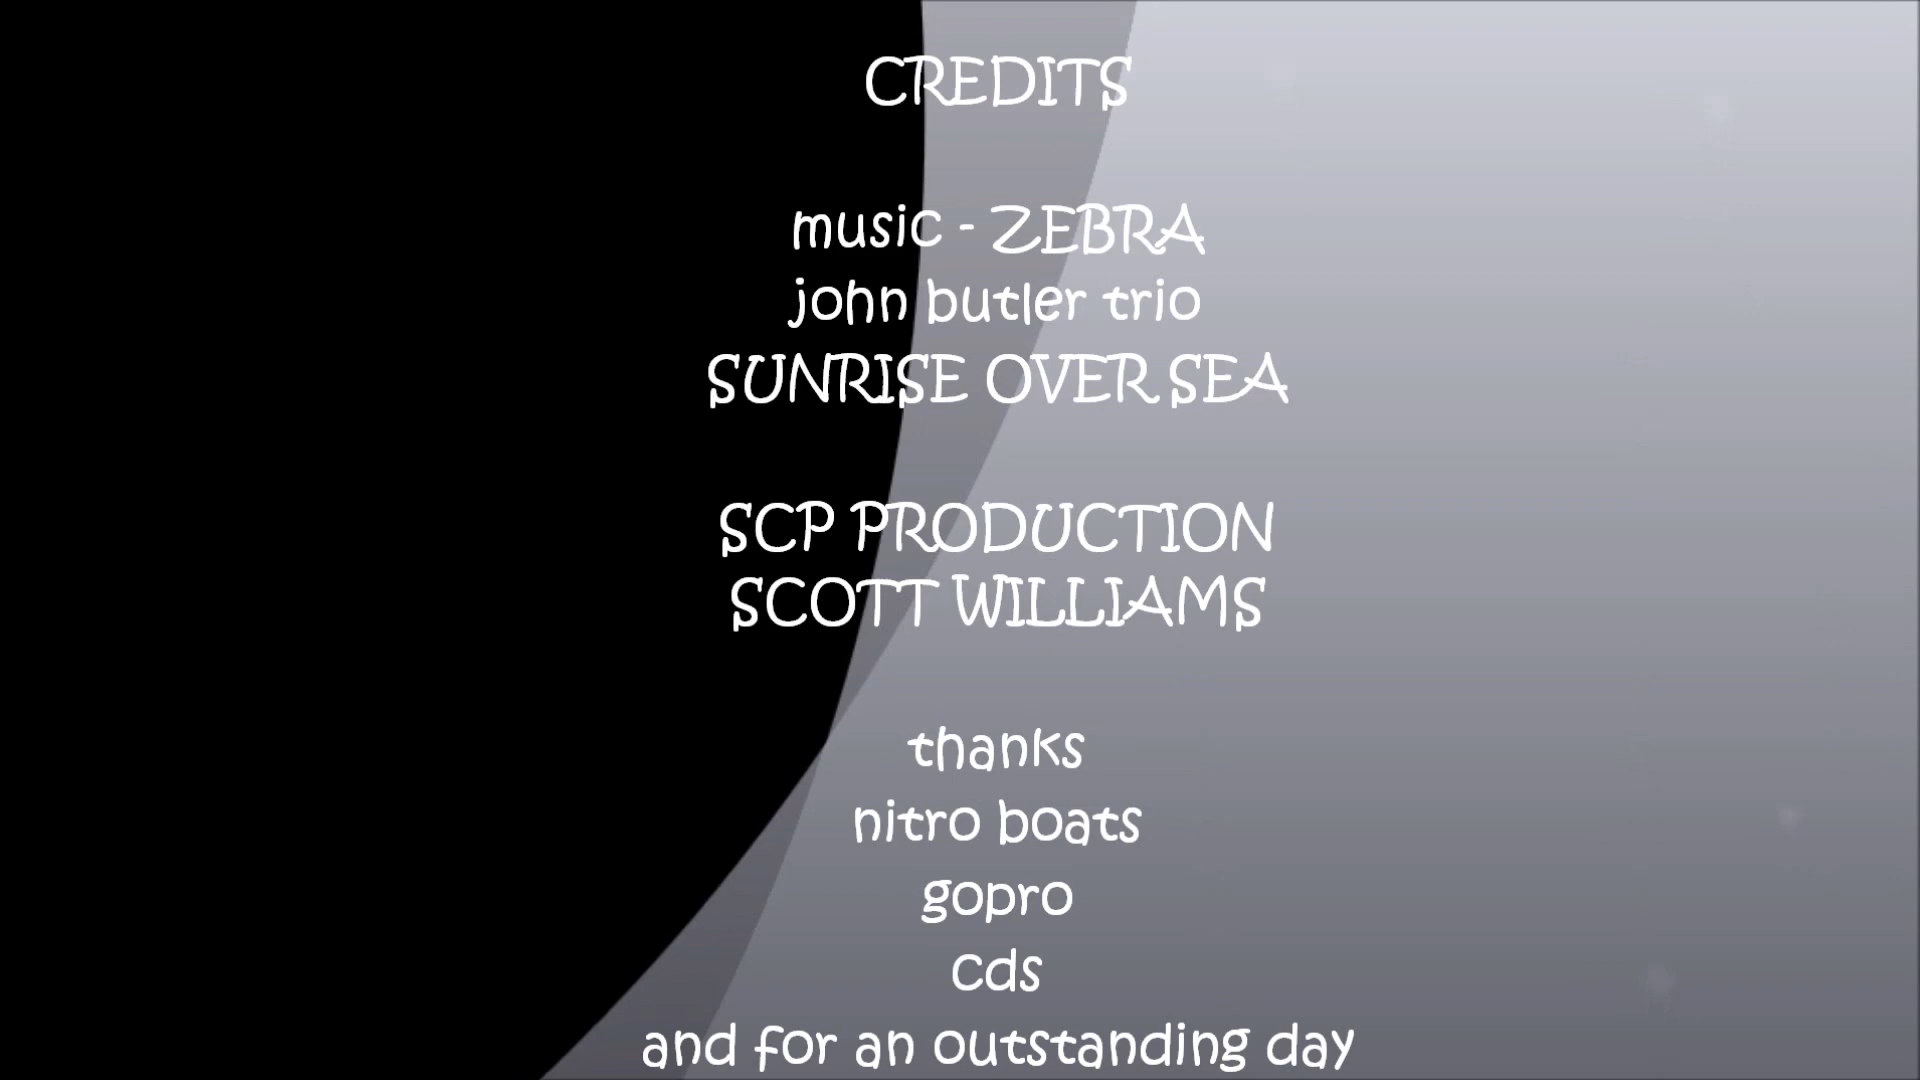 CREDITS
music - ZEBRA
john butler trio
SUNRISE OVER SEA
SCP PRODUCTION
SCOTT WILLIAMS
thanks
nitro boats
gopro
cds
and for an outstanding day